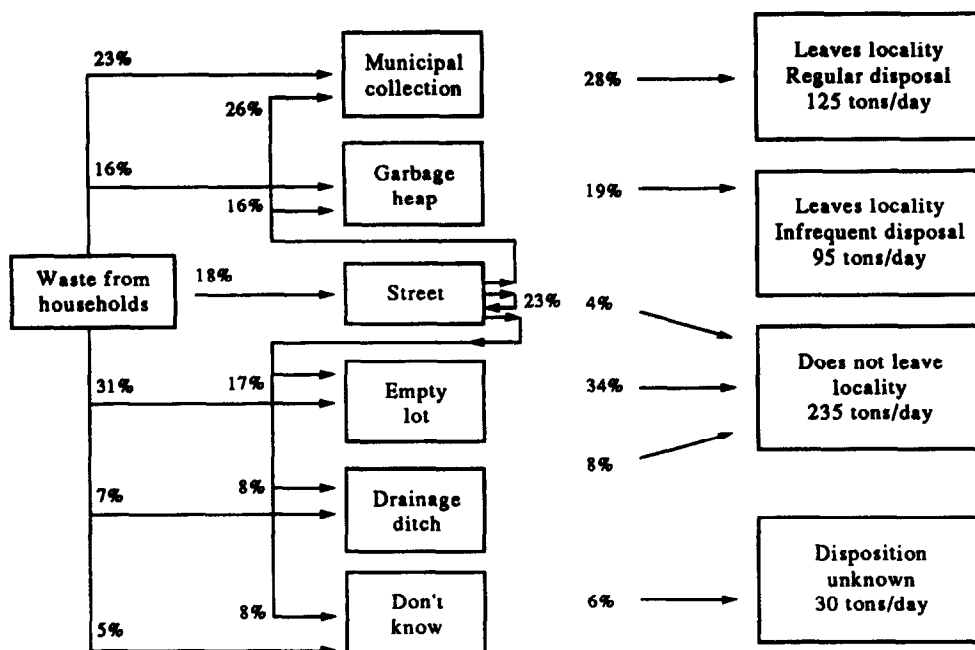 23%
Municipal
collection
26%
28%
Leaves locality
Regular disposal
125 tons/day
16%
Garbage
heap
16%
19%
Leaves locality
Infrequent disposal
95 tons/day
Waste from
households
18%
Street
23%
4%
Does not leave
locality
235 tons/day
31%
17%
Empty
lot
34%
8%
7%
8%
Drainage
ditch
5%
8%
Don't
know
6%
Disposition
unknown
30 tons/day